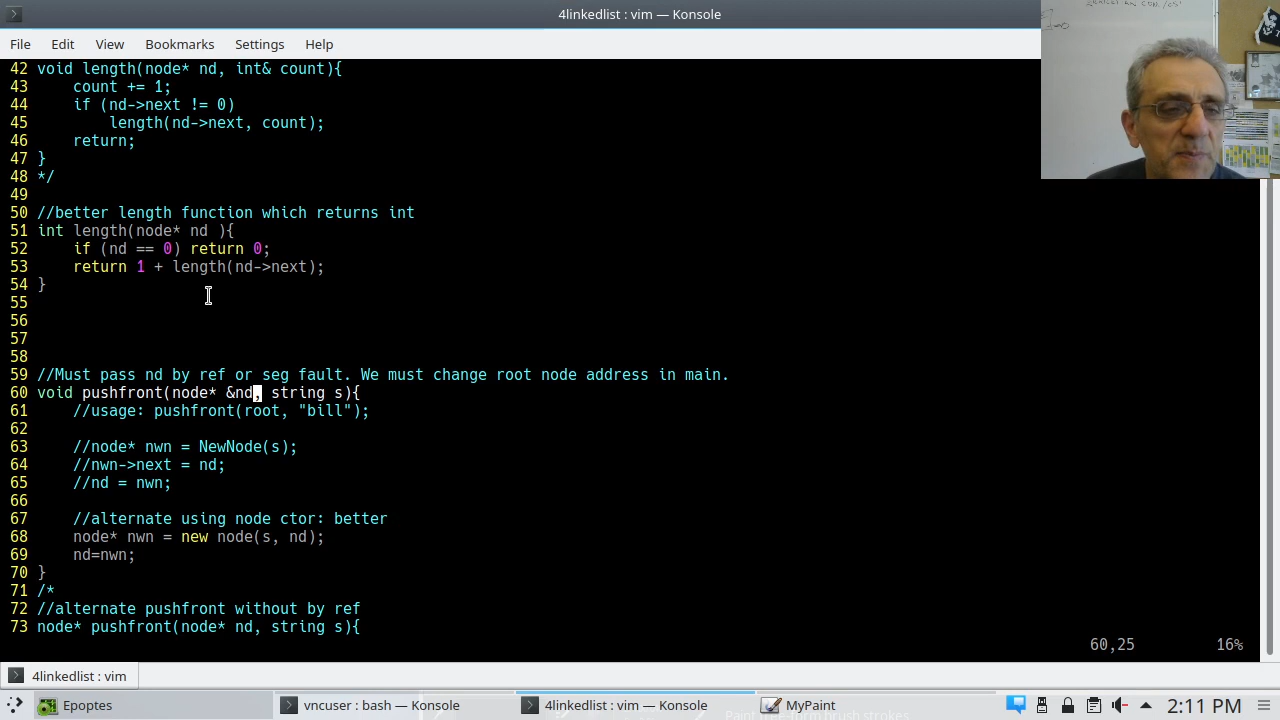 4linkedlist : vim — Konsole
File Edit View Bookmarks Settings Help
42 void length(node* nd, int& count){
43     count += 1;
44     if (nd->next != 0)
45         length(nd->next, count);
46     return;
47 }
48 */
49
50 //better length function which returns int
51 int length(node* nd ){
52     if (nd == 0) return 0;
53     return 1 + length(nd->next);
54 }
55
56
57
58
59 //Must pass nd by ref or seg fault. We must change root node address in main.
60 void pushfront(node* &nd, string s){
61     //usage: pushfront(root, "bill");
62
63     //node* nwn = NewNode(s);
64     //nwn->next = nd;
65     //nd = nwn;
66
67     //alternate using node ctor: better
68     node* nwn = new node(s, nd);
69     nd=nwn;
70 }
71 /*
72 //alternate pushfront without by ref
73 node* pushfront(node* nd, string s){
60,25 16%
4linkedlist : vim
Epoptes vncuser : bash — Konsole 4linkedlist : vim — Konsole MyPaint 2:11 PM
Paint free-form brush strokes